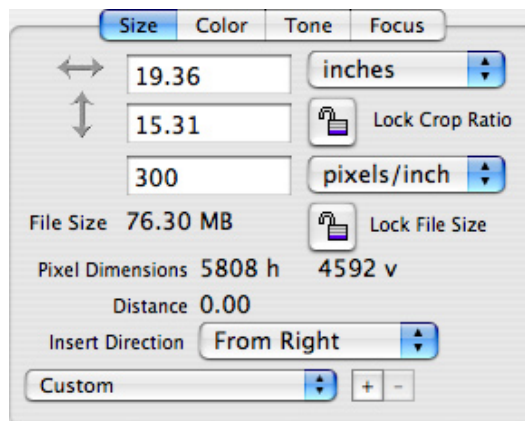 Size Color Tone Focus
19.36 inches
15.31 Lock Crop Ratio
300 pixels/inch
File Size 76.30 MB Lock File Size
Pixel Dimensions 5808 h 4592 v
Distance 0.00
Insert Direction From Right
Custom + -